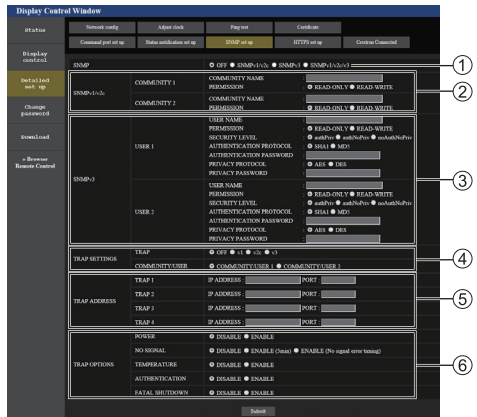 Display Control Window
Status
Display control
Detailed set up
Change password
Download
» Browser Remote Control
Network config
Adjust clock
Ping test
Certificate
Command port set up
Status notification set up
SNMP set up
HTTPS set up
Crestron Connected
SNMP : OFF SNMPv1/v2c SNMPv3 SNMPv1/v2c/v3
①
SNMPv1/v2c
COMMUNITY 1
COMMUNITY NAME :
PERMISSION : READ-ONLY READ-WRITE
COMMUNITY 2
COMMUNITY NAME :
PERMISSION : READ-ONLY READ-WRITE
②
SNMPv3
USER 1
USER NAME :
PERMISSION : READ-ONLY READ-WRITE
SECURITY LEVEL : authPriv authNoPriv noAuthNoPriv
AUTHENTICATION PROTOCOL : SHA1 MD5
AUTHENTICATION PASSWORD :
PRIVACY PROTOCOL : AES DES
PRIVACY PASSWORD :
USER 2
USER NAME :
PERMISSION : READ-ONLY READ-WRITE
SECURITY LEVEL : authPriv authNoPriv noAuthNoPriv
AUTHENTICATION PROTOCOL : SHA1 MD5
AUTHENTICATION PASSWORD :
PRIVACY PROTOCOL : AES DES
PRIVACY PASSWORD :
③
TRAP SETTINGS
TRAP : OFF v1 v2c v3
COMMUNITY/USER : COMMUNITY/USER 1 COMMUNITY/USER 2
④
TRAP ADDRESS
TRAP 1 IP ADDRESS : PORT :
TRAP 2 IP ADDRESS : PORT :
TRAP 3 IP ADDRESS : PORT :
TRAP 4 IP ADDRESS : PORT :
⑤
TRAP OPTIONS
POWER DISABLE ENABLE
NO SIGNAL DISABLE ENABLE (5min) ENABLE (No signal error timing)
TEMPERATURE DISABLE ENABLE
AUTHENTICATION DISABLE ENABLE
FATAL SHUTDOWN DISABLE ENABLE
⑥
Submit